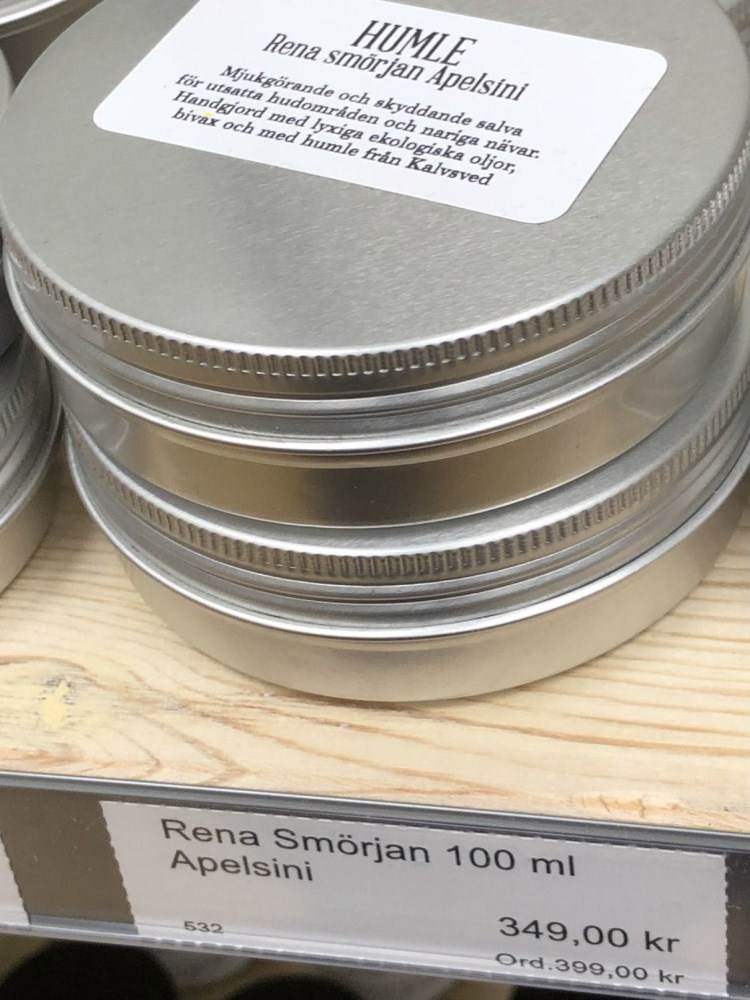 HUMLE
Rena smörjan Apelsini
Mjukgörande och skyddande salva
för utsatta hudområden och nariga nävar.
Handgjord med lyxiga ekologiska oljor,
bivax och med humle från Kalvsved
Rena Smörjan 100 ml
Apelsini
532
349,00 kr
Ord.399,00 kr